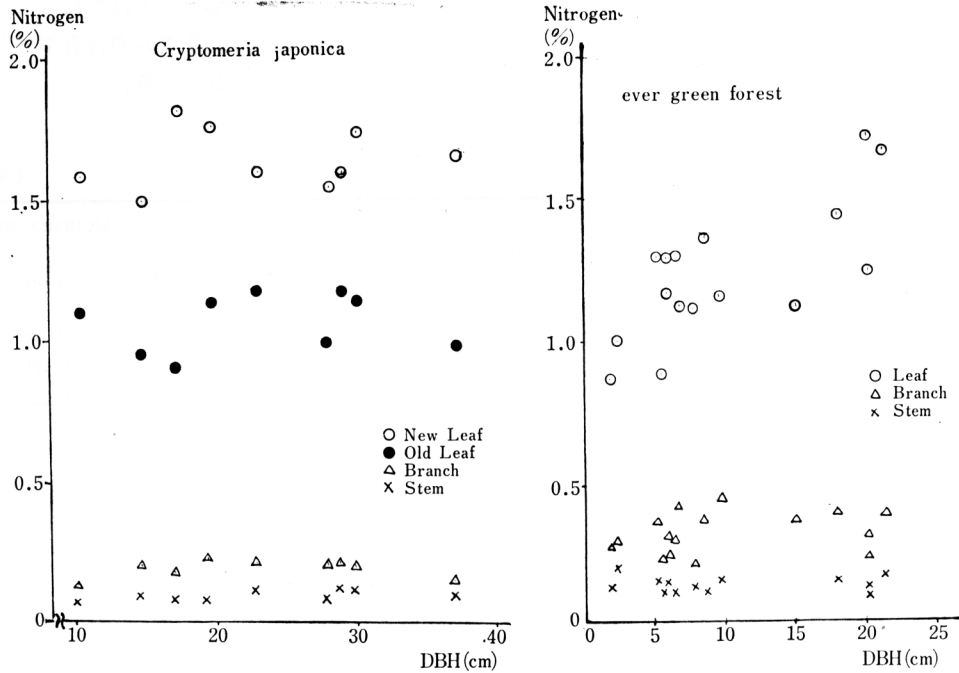 Nitrogen
(%)
Cryptomeria japonica
2.0
1.5
1.0
0.5
0
○ New Leaf
● Old Leaf
△ Branch
× Stem
10 20 30 40
DBH (cm)
Nitrogen
(%)
ever green forest
2.0
1.5
1.0
0.5
0
○ Leaf
△ Branch
× Stem
0 5 10 15 20 25
DBH (cm)